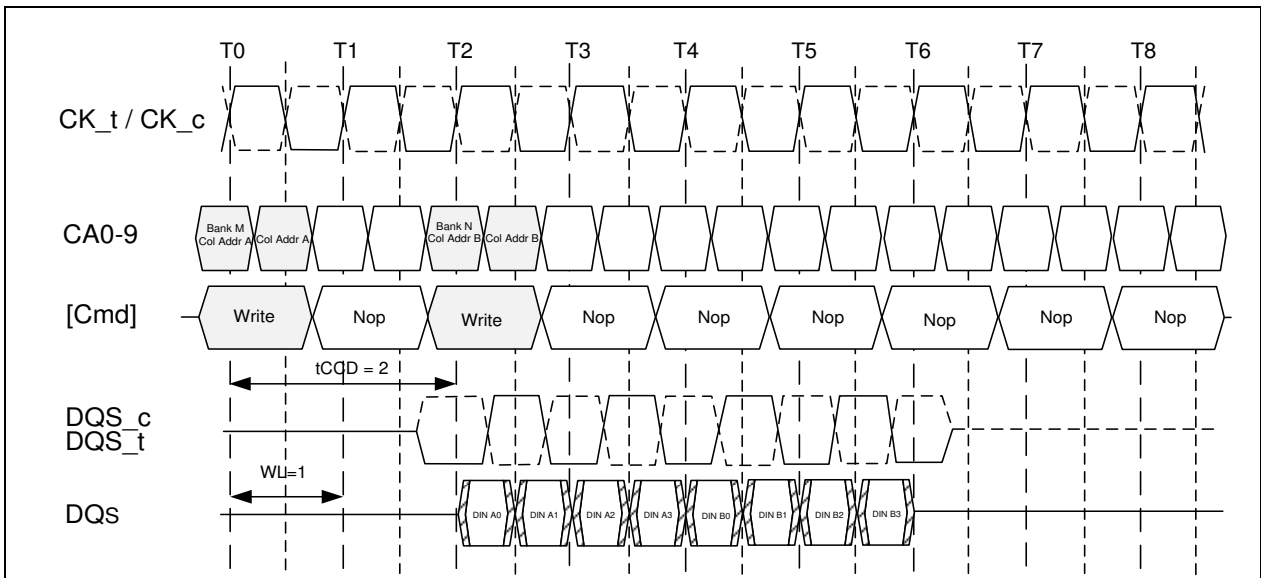 T0 T1 T2 T3 T4 T5 T6 T7 T8
CK_t / CK_c
CA0-9
Bank M
Col Addr A
Col Addr A
Bank N
Col Addr B
Col Addr B
[Cmd]
Write Nop Write Nop Nop Nop Nop Nop Nop
tCCD = 2
DQS_c
DQS_t
WL=1
DQs
DIN A0 DIN A1 DIN A2 DIN A3 DIN B0 DIN B1 DIN B2 DIN B3